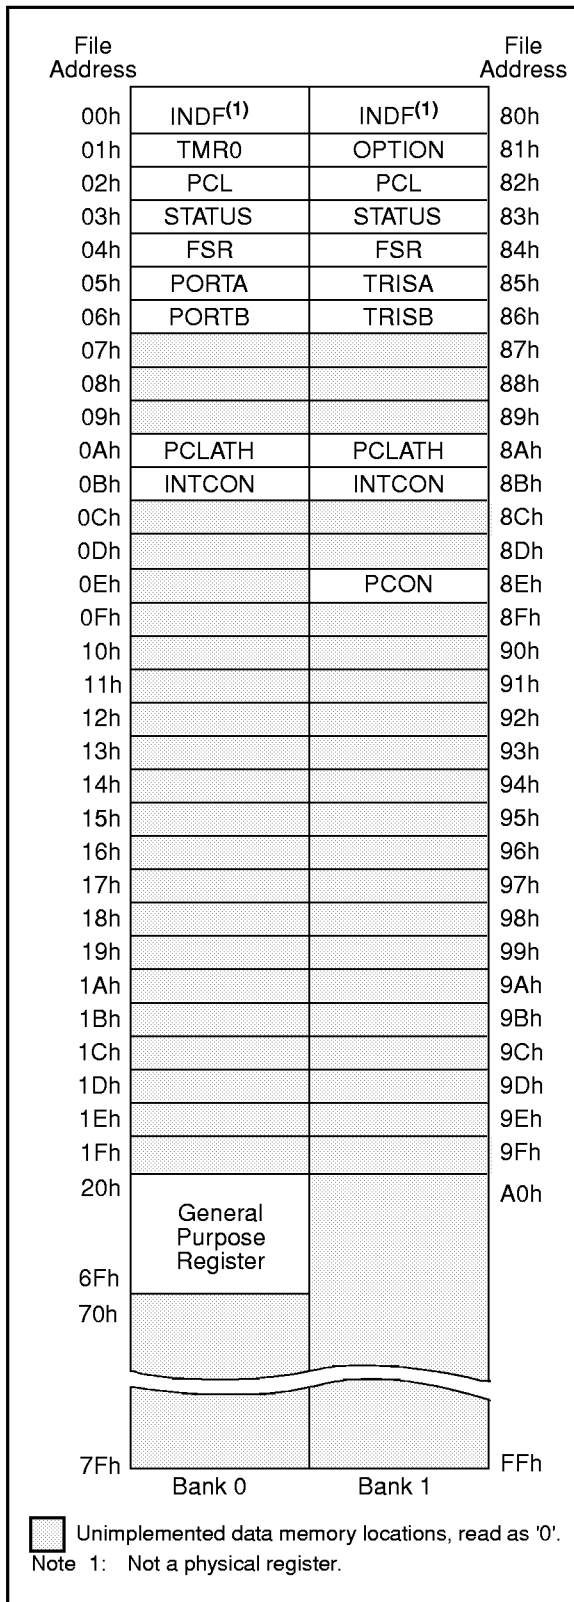 File Address File Address
00h INDF(1) INDF(1) 80h
01h TMR0 OPTION 81h
02h PCL PCL 82h
03h STATUS STATUS 83h
04h FSR FSR 84h
05h PORTA TRISA 85h
06h PORTB TRISB 86h
07h 87h
08h 88h
09h 89h
0Ah PCLATH PCLATH 8Ah
0Bh INTCON INTCON 8Bh
0Ch 8Ch
0Dh 8Dh
0Eh PCON 8Eh
0Fh 8Fh
10h 90h
11h 91h
12h 92h
13h 93h
14h 94h
15h 95h
16h 96h
17h 97h
18h 98h
19h 99h
1Ah 9Ah
1Bh 9Bh
1Ch 9Ch
1Dh 9Dh
1Eh 9Eh
1Fh 9Fh
20h A0h
General
Purpose
Register
6Fh
70h
7Fh FFh
Bank 0 Bank 1
Unimplemented data memory locations, read as '0'.
Note 1: Not a physical register.